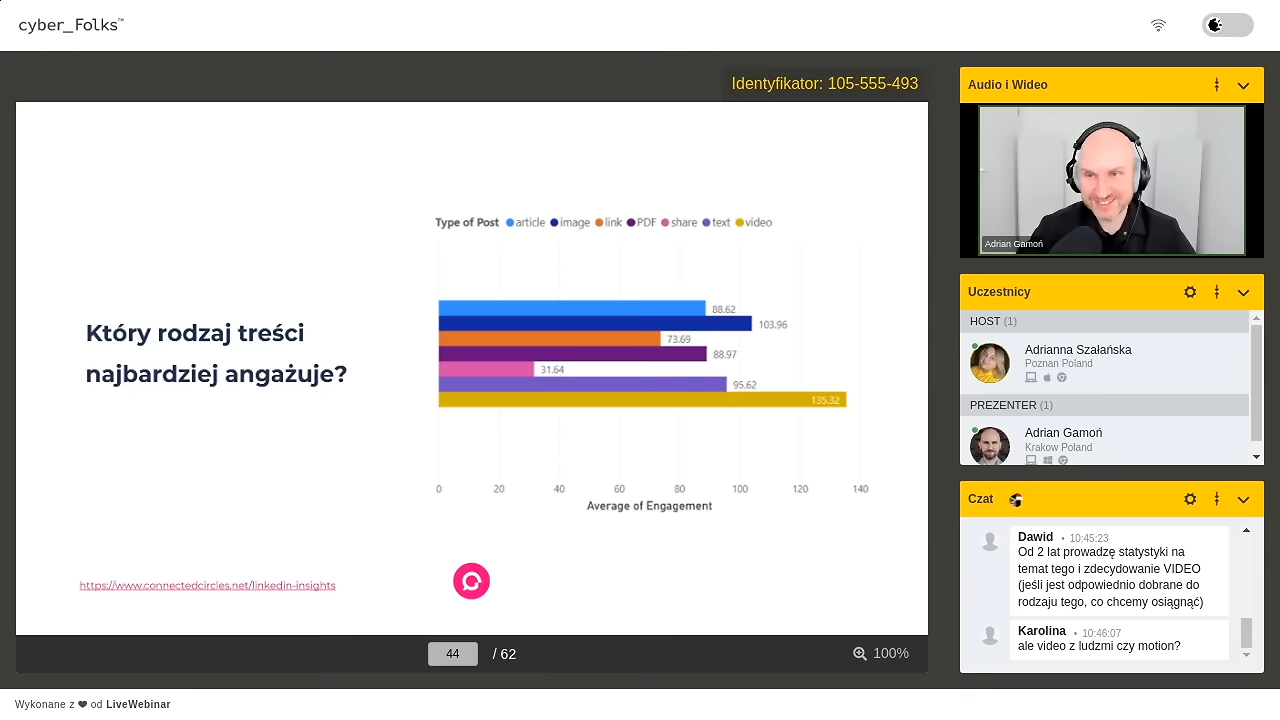 cyber_Folks™
Identyfikator: 105-555-493
Który rodzaj treści
najbardziej angażuje?
Type of Post article image link PDF share text video
88.62
103.96
73.69
88.97
31.64
95.62
135.32
0 20 40 60 80 100 120 140
Average of Engagement
https://www.connectedcircles.net/linkedin-insights
44 / 62
100%
Audio i Wideo
Adrian Gamoń
Uczestnicy
HOST (1)
Adrianna Szałańska
Poznan Poland
PREZENTER (1)
Adrian Gamoń
Krakow Poland
Czat
Dawid • 10:45:23
Od 2 lat prowadzę statystyki na
temat tego i zdecydowanie VIDEO
(jeśli jest odpowiednio dobrane do
rodzaju tego, co chcemy osiągnąć)
Karolina • 10:46:07
ale video z ludzmi czy motion?
Wykonane z ❤ od LiveWebinar